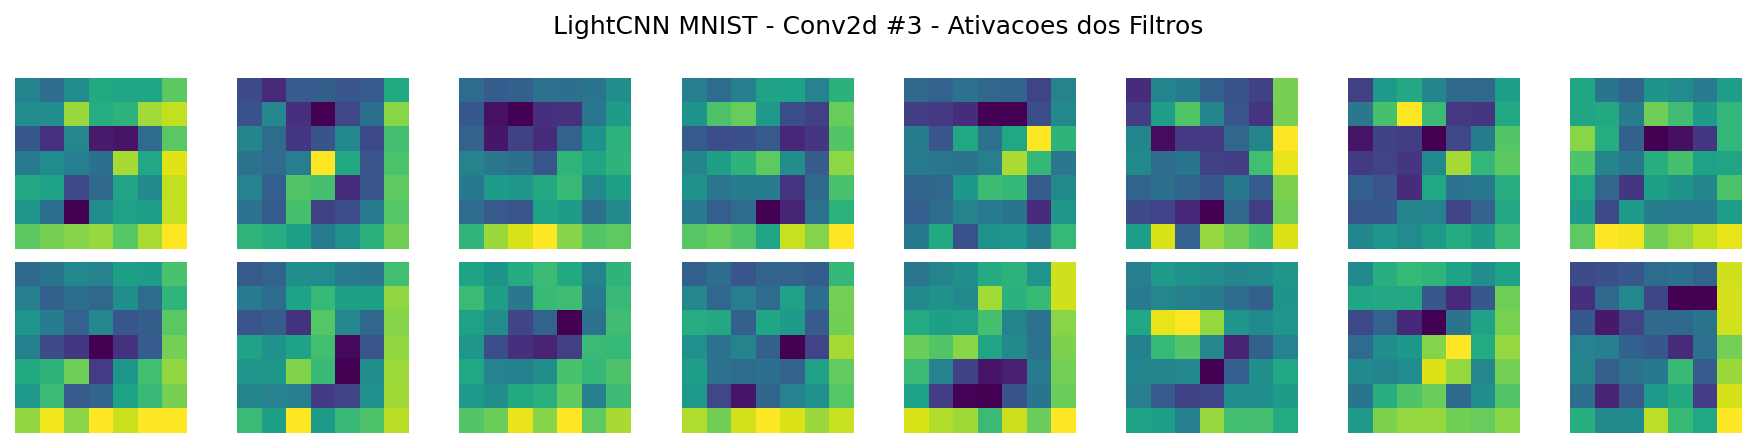 LightCNN MNIST - Conv2d #3 - Ativacoes dos Filtros